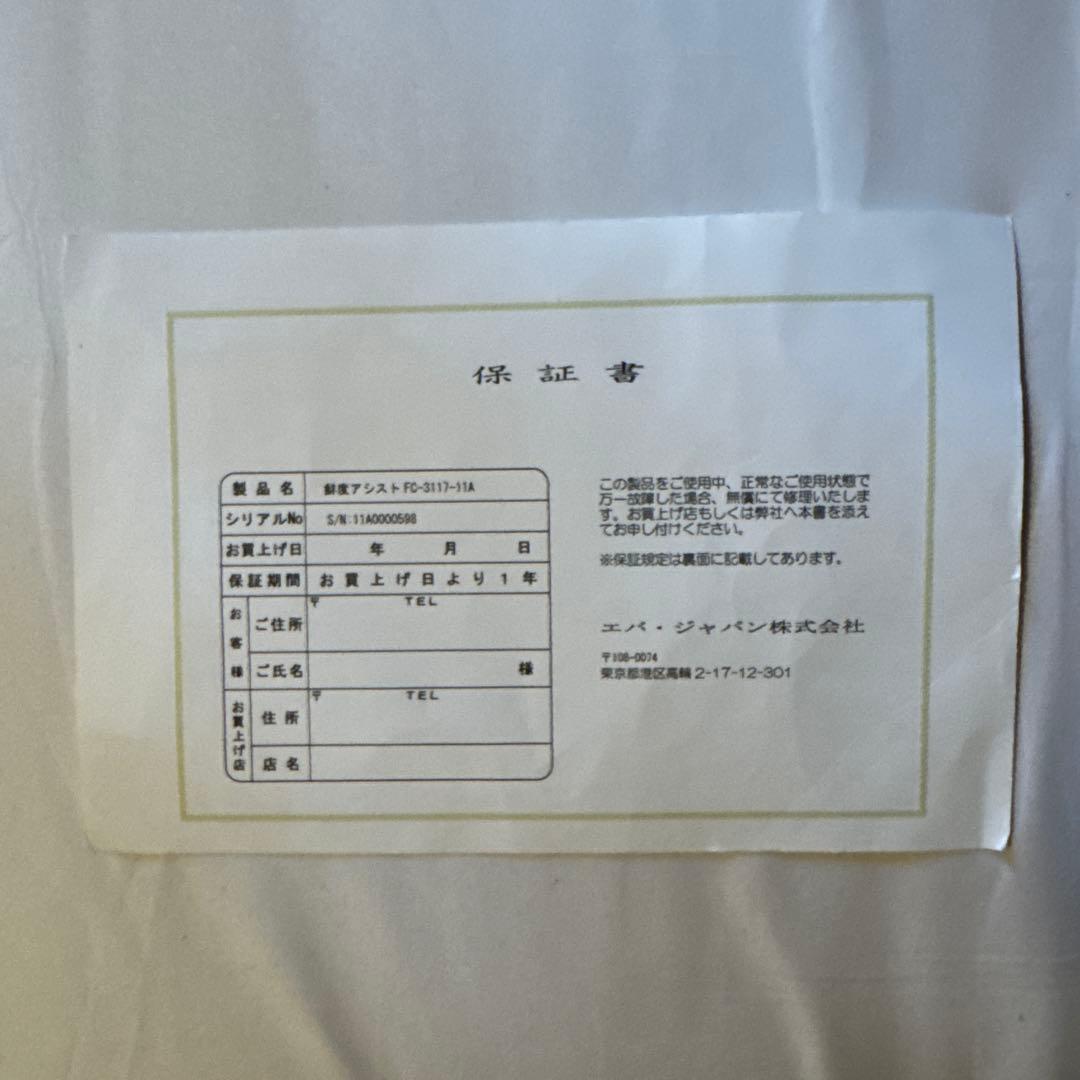 保証書
製品名 鮮度アシスト FC-3117-11A
シリアルNo S/N:11A0000598
お買上げ日 年 月 日
保証期間 お買上げ日より1年
お客様
ご住所 〒 TEL
ご氏名 様
お買上げ店
住所 〒 TEL
店名
この製品をご使用中、正常なご使用状態で
万一故障した場合、無償にて修理いたしま
す。お買上げ店もしくは弊社へ本書を添え
てお申し付けください。
※保証規定は裏面に記載してあります。
エバ・ジャパン株式会社
〒108-0074
東京都港区高輪2-17-12-301